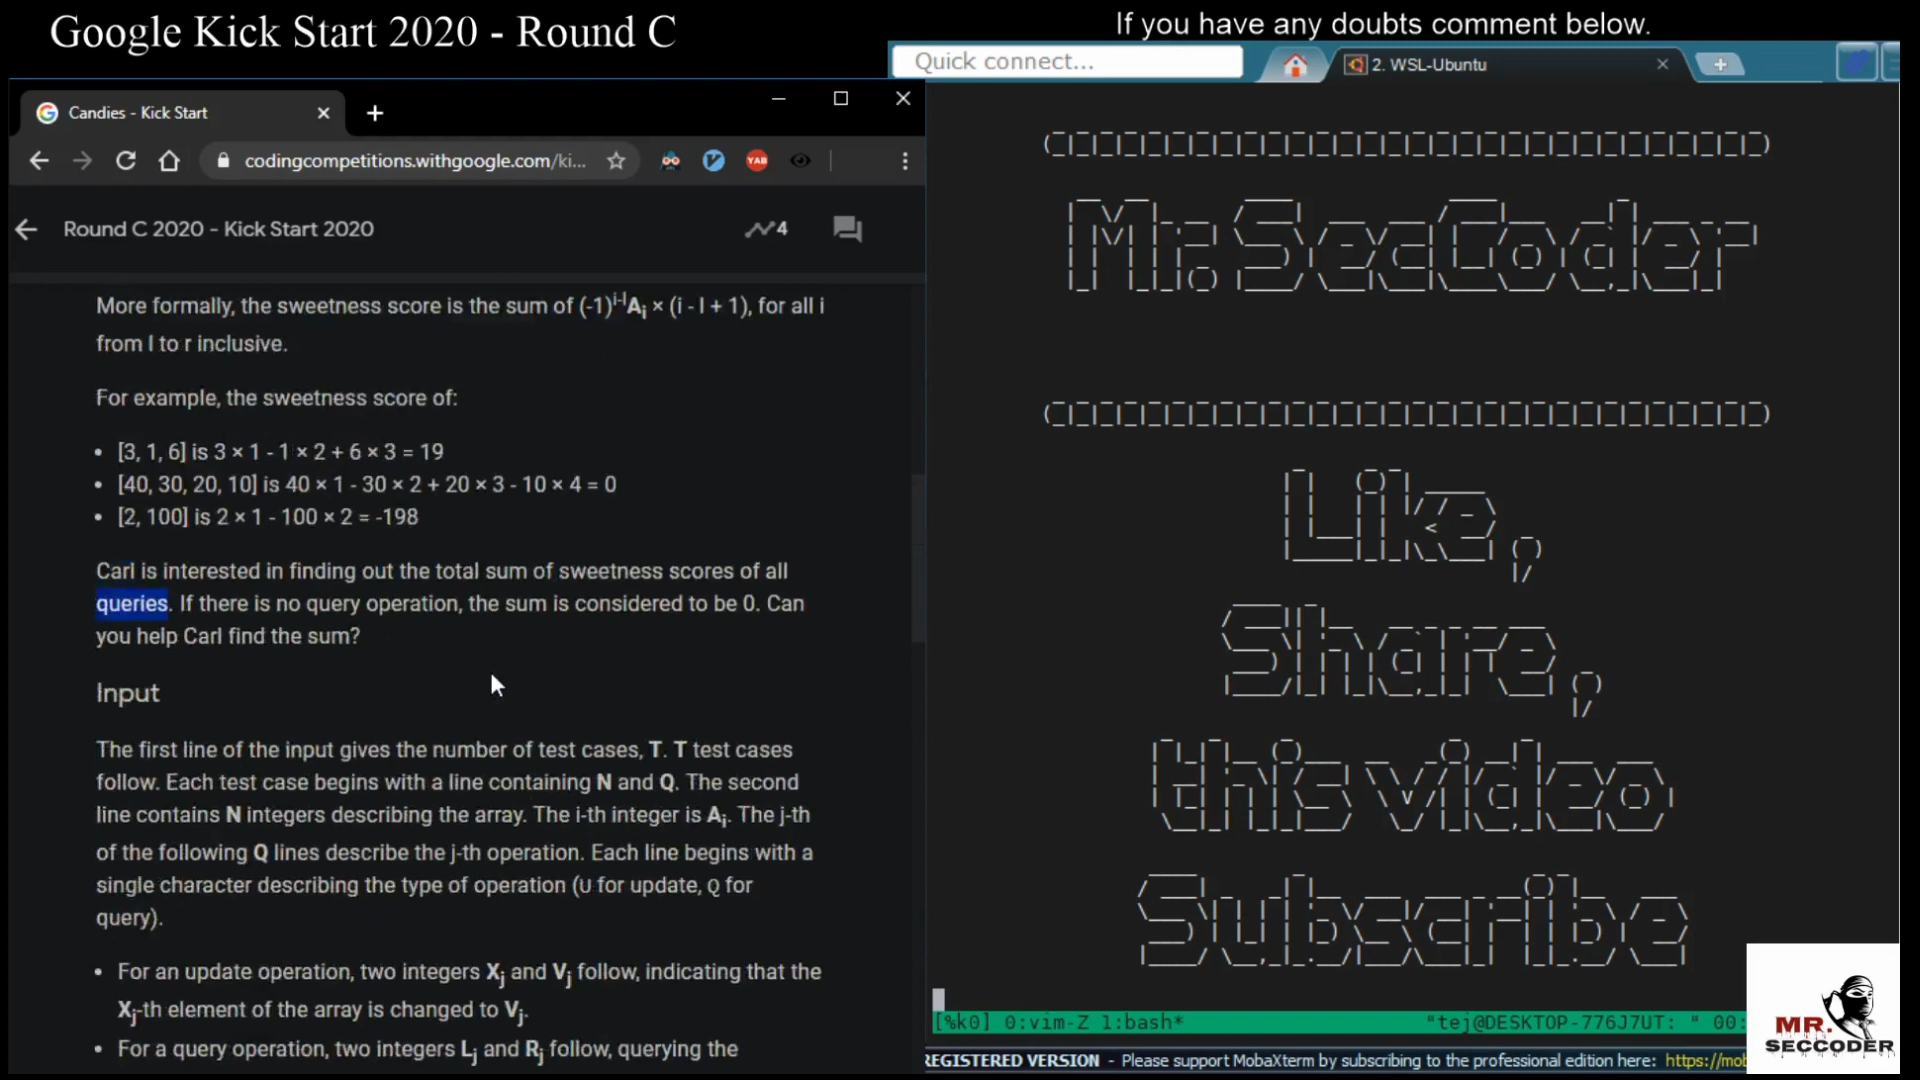 Google Kick Start 2020 - Round C
If you have any doubts comment below.
Quick connect...
2. WSL-Ubuntu
Candies - Kick Start
codingcompetitions.withgoogle.com/ki...
YAB
Round C 2020 - Kick Start 2020
4
More formally, the sweetness score is the sum of (-1)^{i-l}A_i × (i - l + 1), for all i
from l to r inclusive.
For example, the sweetness score of:
• [3, 1, 6] is 3 × 1 - 1 × 2 + 6 × 3 = 19
• [40, 30, 20, 10] is 40 × 1 - 30 × 2 + 20 × 3 - 10 × 4 = 0
• [2, 100] is 2 × 1 - 100 × 2 = -198
Carl is interested in finding out the total sum of sweetness scores of all
queries. If there is no query operation, the sum is considered to be 0. Can
you help Carl find the sum?
Input
The first line of the input gives the number of test cases, T. T test cases
follow. Each test case begins with a line containing N and Q. The second
line contains N integers describing the array. The i-th integer is A_i. The j-th
of the following Q lines describe the j-th operation. Each line begins with a
single character describing the type of operation (U for update, Q for
query).
• For an update operation, two integers X_j and V_j follow, indicating that the
X_j-th element of the array is changed to V_j.
• For a query operation, two integers L_j and R_j follow, querying the
Mr. SecCoder
Like,
Share,
this video
Subscribe
[%k0] 0:vim-Z 1:bash*
"tej@DESKTOP-776J7UT: " 00:
REGISTERED VERSION - Please support MobaXterm by subscribing to the professional edition here: https://mob
MR.
SECCODER